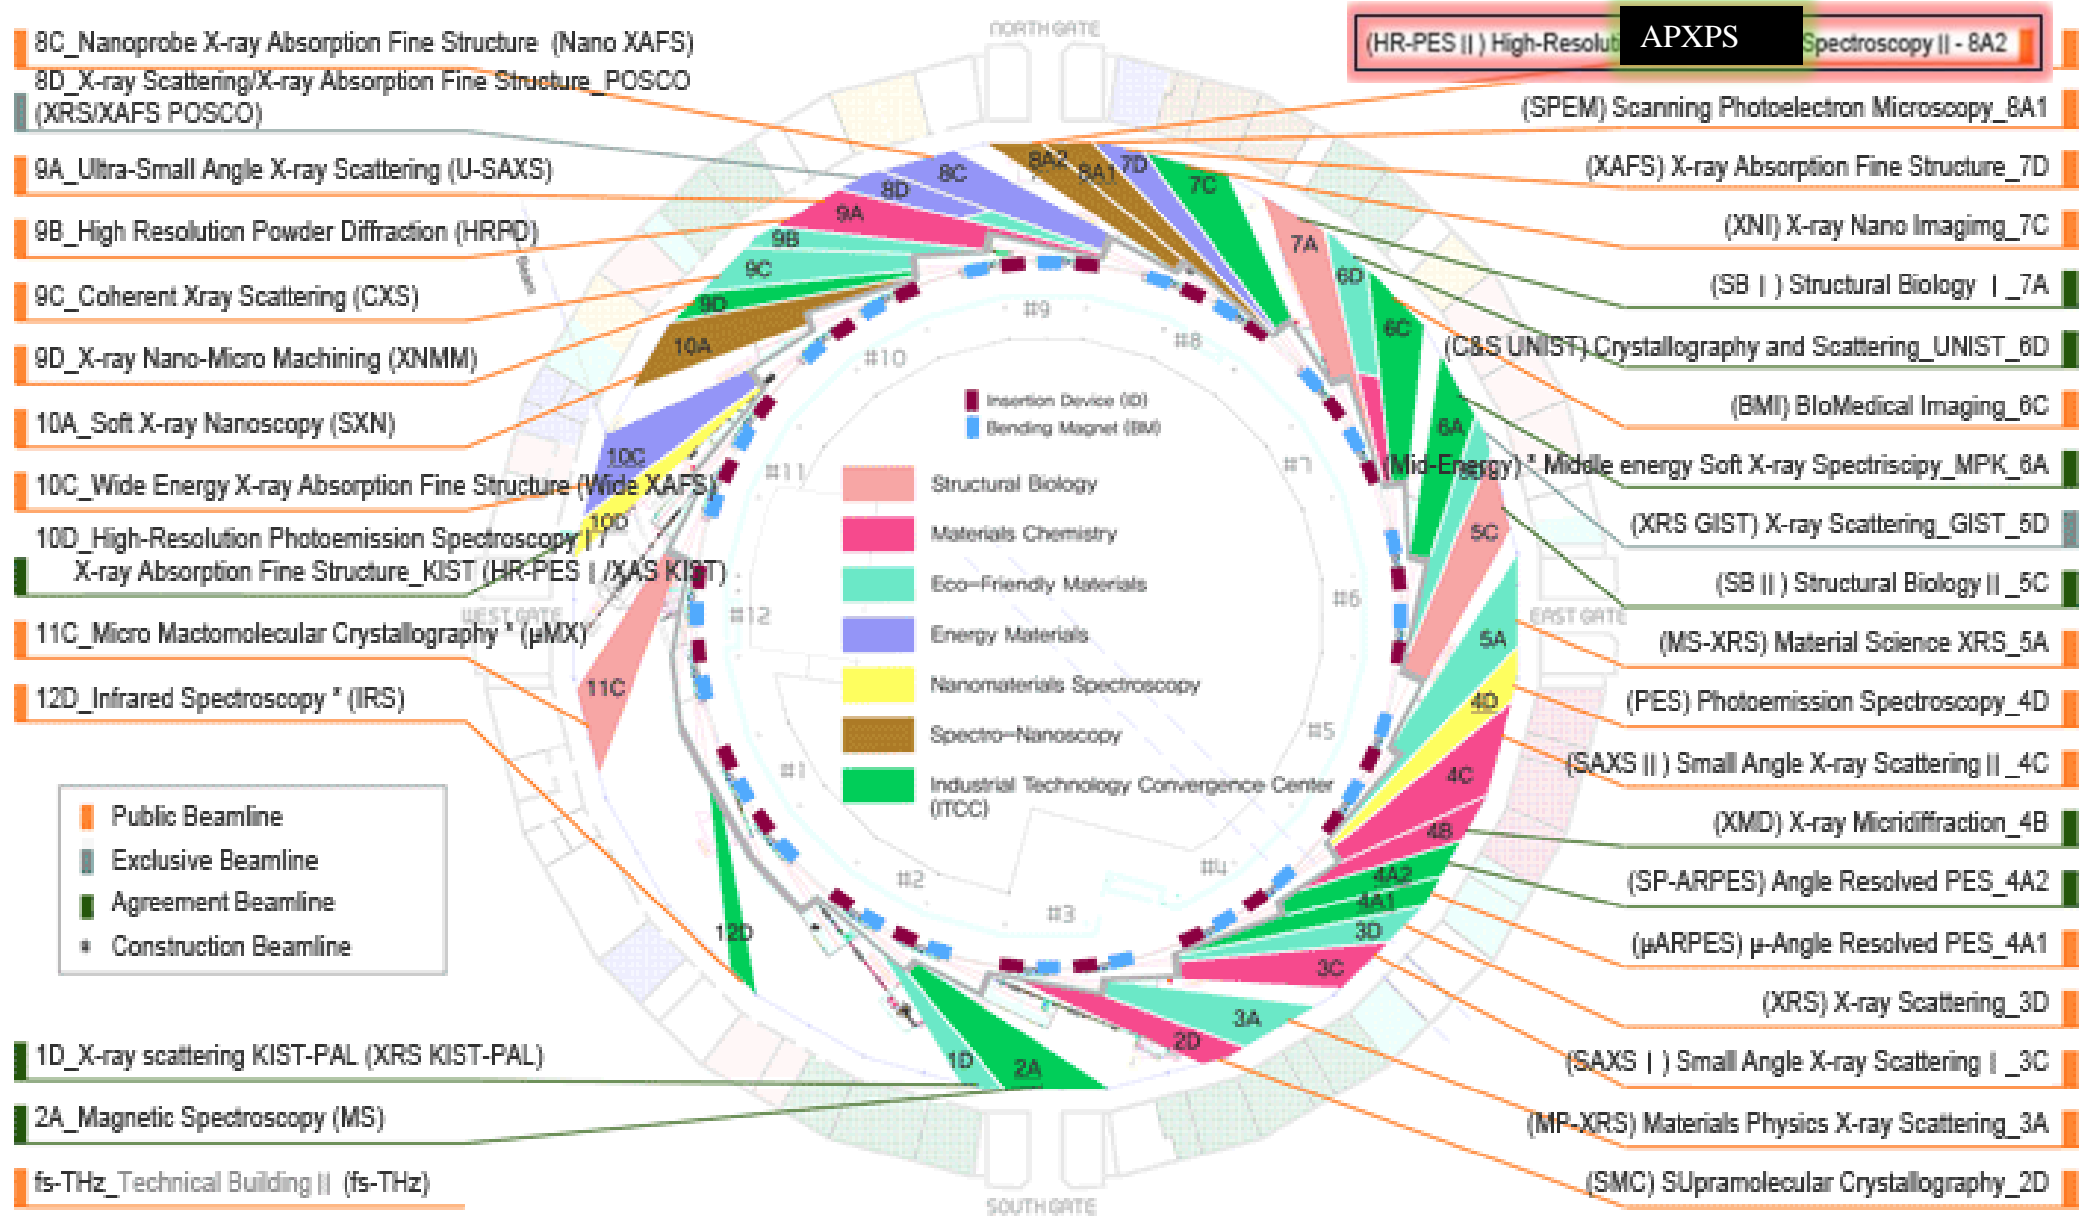 8C_Nanoprobe X-ray Absorption Fine Structure (Nano XAFS)
8D_X-ray Scattering/X-ray Absorption Fine Structure_POSCO
(XRS/XAFS POSCO)
9A_Ultra-Small Angle X-ray Scattering (U-SAXS)
9B_High Resolution Powder Diffraction (HRPD)
9C_Coherent Xray Scattering (CXS)
9D_X-ray Nano-Micro Machining (XNMM)
10A_Soft X-ray Nanoscopy (SXN)
10C_Wide Energy X-ray Absorption Fine Structure (Wide XAFS)
10D_High-Resolution Photoemission Spectroscopy | /
X-ray Absorption Fine Structure_KIST (HR-PES || /XAS KIST)
11C_Micro Mactomolecular Crystallography * (μMX)
12D_Infrared Spectroscopy * (IRS)
Public Beamline
Exclusive Beamline
Agreement Beamline
* Construction Beamline
1D_X-ray scattering KIST-PAL (XRS KIST-PAL)
2A_Magnetic Spectroscopy (MS)
fs-THz_Technical Building || (fs-THz)
NORTH GATE
WEST GATE
EAST GATE
SOUTH GATE
Beam
8A2
8A1
7D
7C
7A
6D
6C
6A
5C
5A
4D
4C
4B
4A2
4A1
3D
3C
3A
2D
2A
1D
12D
11C
10D
10C
10A
9D
9C
9B
9A
8D
8C
#9
#8
#7
#6
#5
#4
#3
#2
#1
#12
#11
#10
Insertion Device (ID)
Bending Magnet (BM)
Structural Biology
Materials Chemistry
Eco-Friendly Materials
Energy Materials
Nanomaterials Spectroscopy
Spectro-Nanoscopy
Industrial Technology Convergence Center
(ITCC)
(HR-PES || ) High-Resoluti APXPS Spectroscopy || - 8A2
(SPEM) Scanning Photoelectron Microscopy_8A1
(XAFS) X-ray Absorption Fine Structure_7D
(XNI) X-ray Nano Imagimg_7C
(SB | ) Structural Biology | _7A
(C&S UNIST) Crystallography and Scattering_UNIST_6D
(BMI) BIoMedical Imaging_6C
(Mid-Energy) * Middle energy Soft X-ray Spectriscipy_MPK_6A
(XRS GIST) X-ray Scattering_GIST_5D
(SB || ) Structural Biology || _5C
(MS-XRS) Material Science XRS_5A
(PES) Photoemission Spectroscopy_4D
(SAXS || ) Small Angle X-ray Scattering || _4C
(XMD) X-ray Micridiffraction_4B
(SP-ARPES) Angle Resolved PES_4A2
(μARPES) μ-Angle Resolved PES_4A1
(XRS) X-ray Scattering_3D
(SAXS | ) Small Angle X-ray Scattering | _3C
(MP-XRS) Materials Physics X-ray Scattering_3A
(SMC) SUpramolecular Crystallography_2D